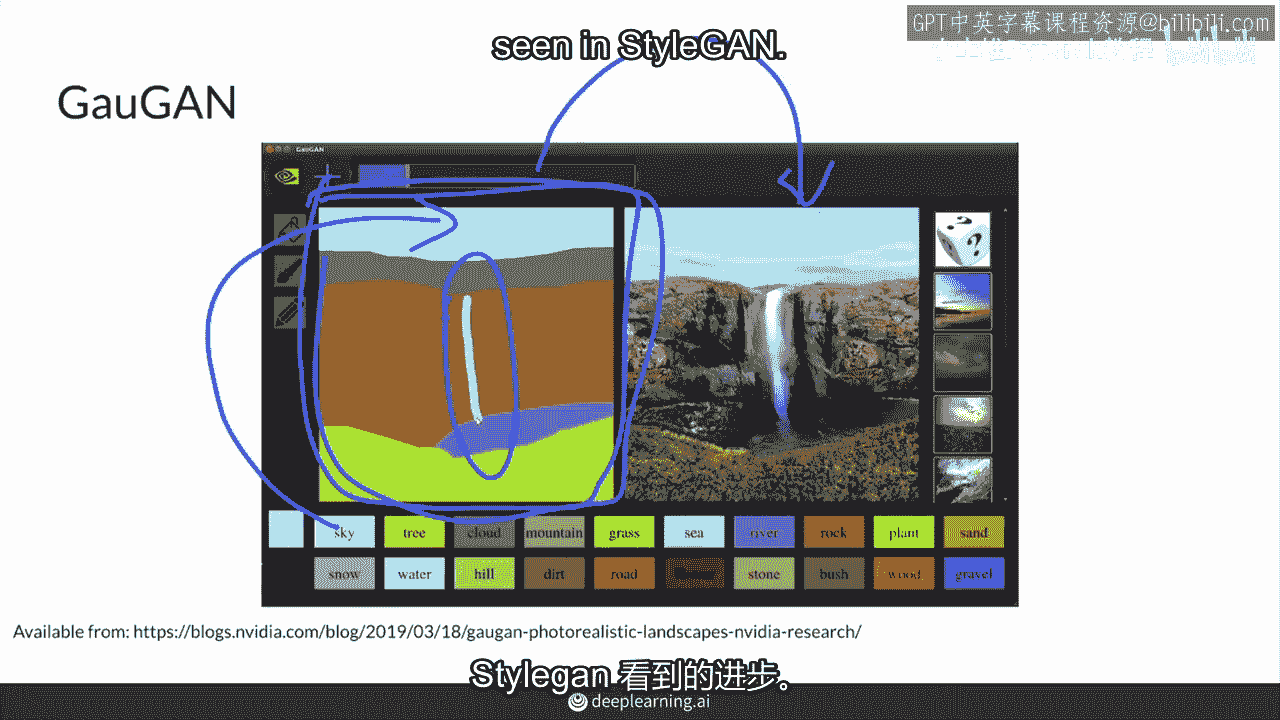 GPT中英字幕课程资源@bilibili.com
seen in StyleGAN.
GauGAN
GauGAN
sky tree cloud mountain grass sea river rock plant sand
snow water hill dirt road stone bush wood gravel
Available from: https://blogs.nvidia.com/blog/2019/03/18/gaugan-photorealistic-landscapes-nvidia-research/
Stylegan 看到的进步。
deeplearning.ai